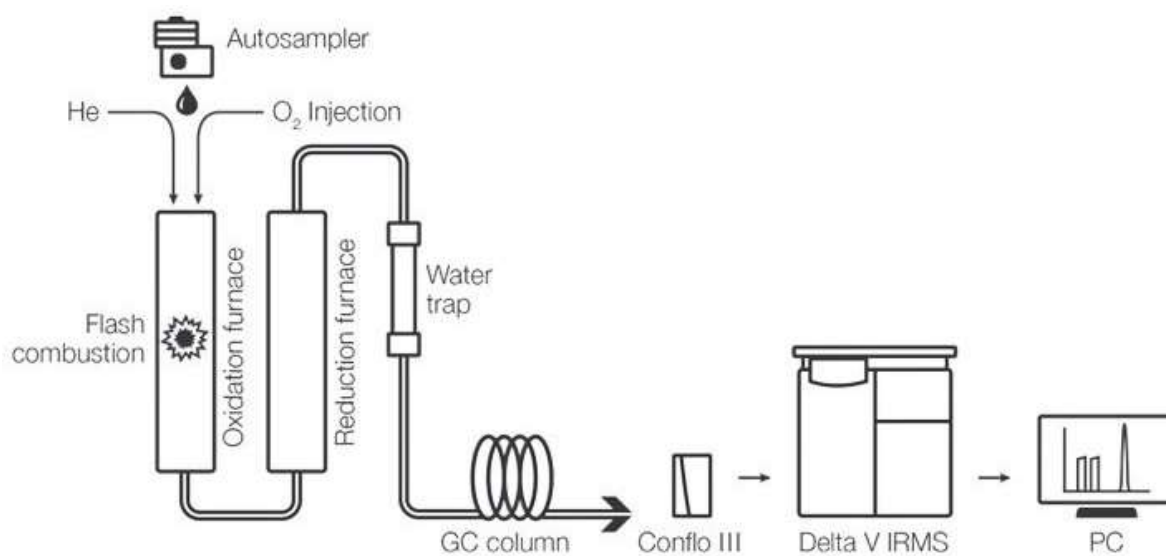 Autosampler
He
O₂ Injection
Flash
combustion
Oxidation furnace
Reduction furnace
Water
trap
GC column
Conflo III
Delta V IRMS
PC